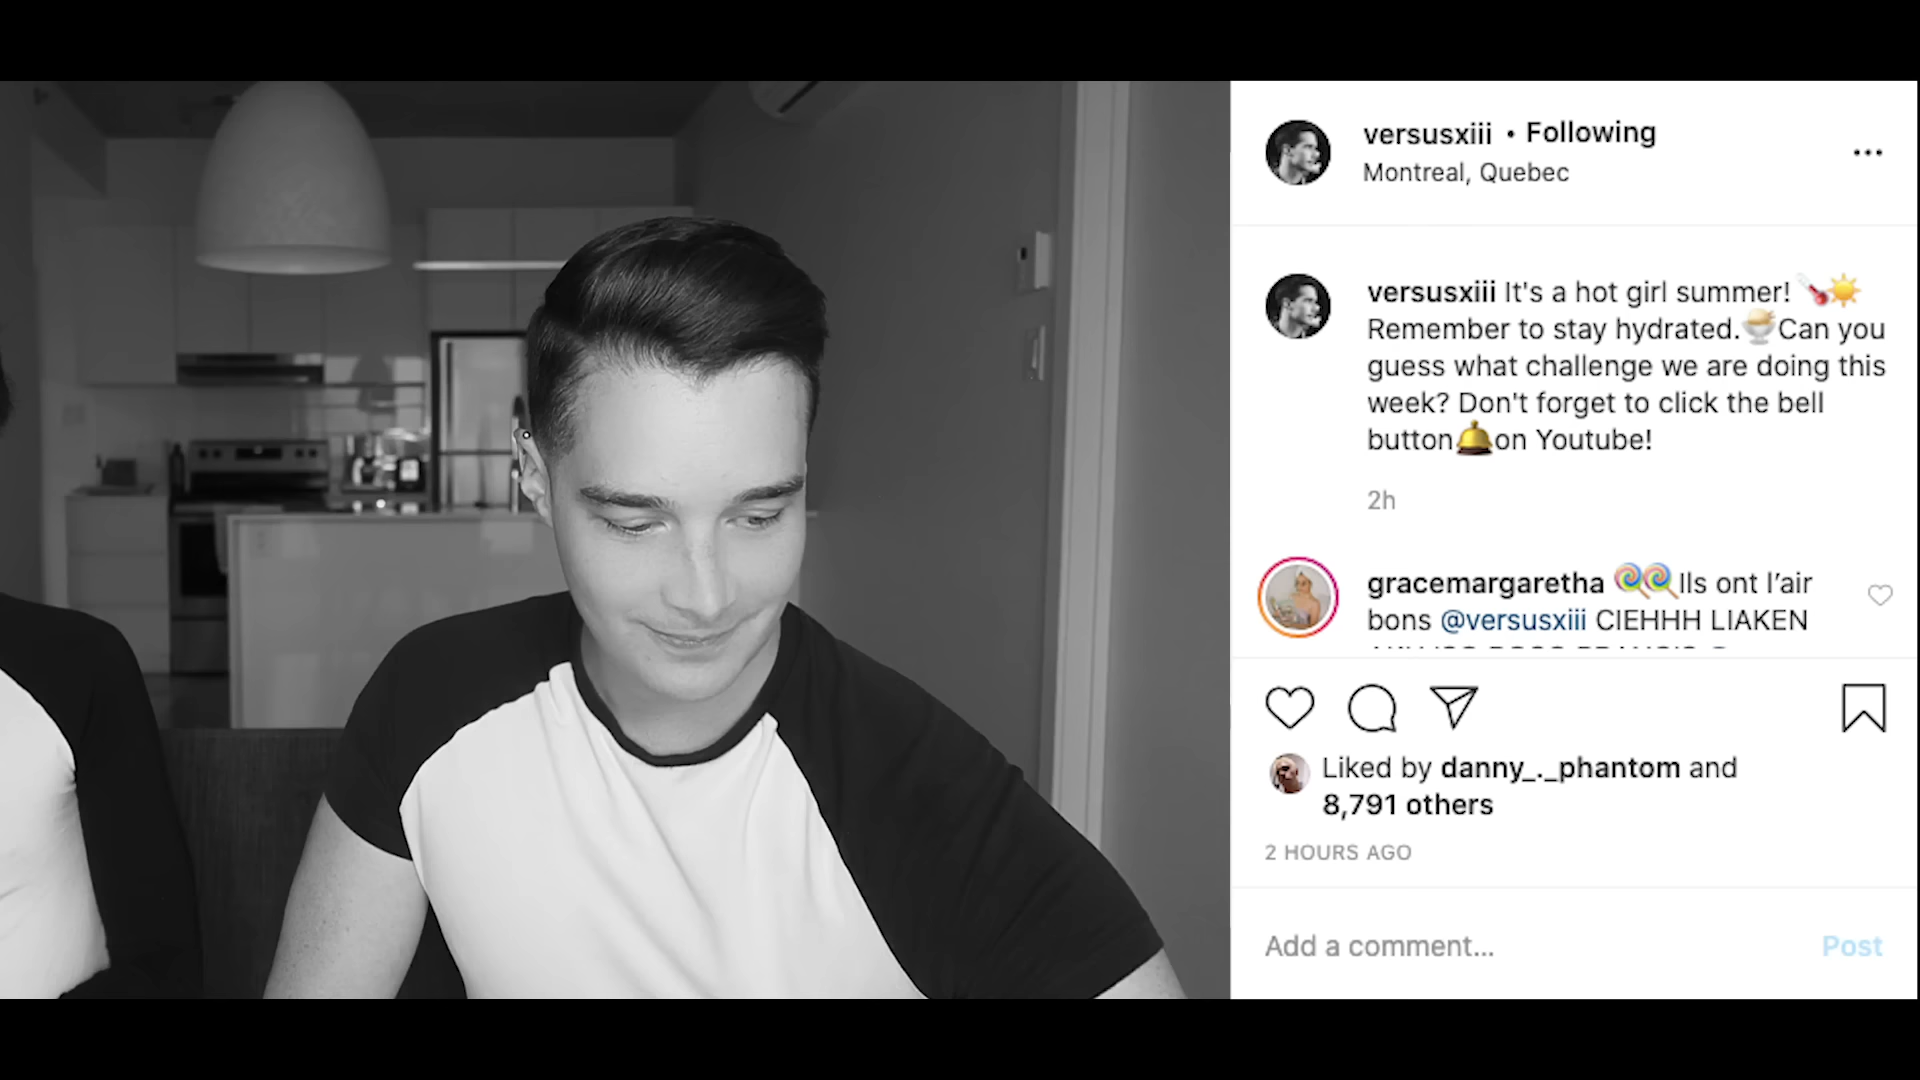 versusxiii • Following
Montreal, Quebec
versusxiii It's a hot girl summer! 🌡️☀️
Remember to stay hydrated.🍨Can you
guess what challenge we are doing this
week? Don't forget to click the bell
button🛎️on Youtube!
2h
gracemargaretha 🍭🍭Ils ont l'air
bons @versusxiii CIEHHH LIAKEN
Liked by danny_._phantom and
8,791 others
2 HOURS AGO
Add a comment...
Post